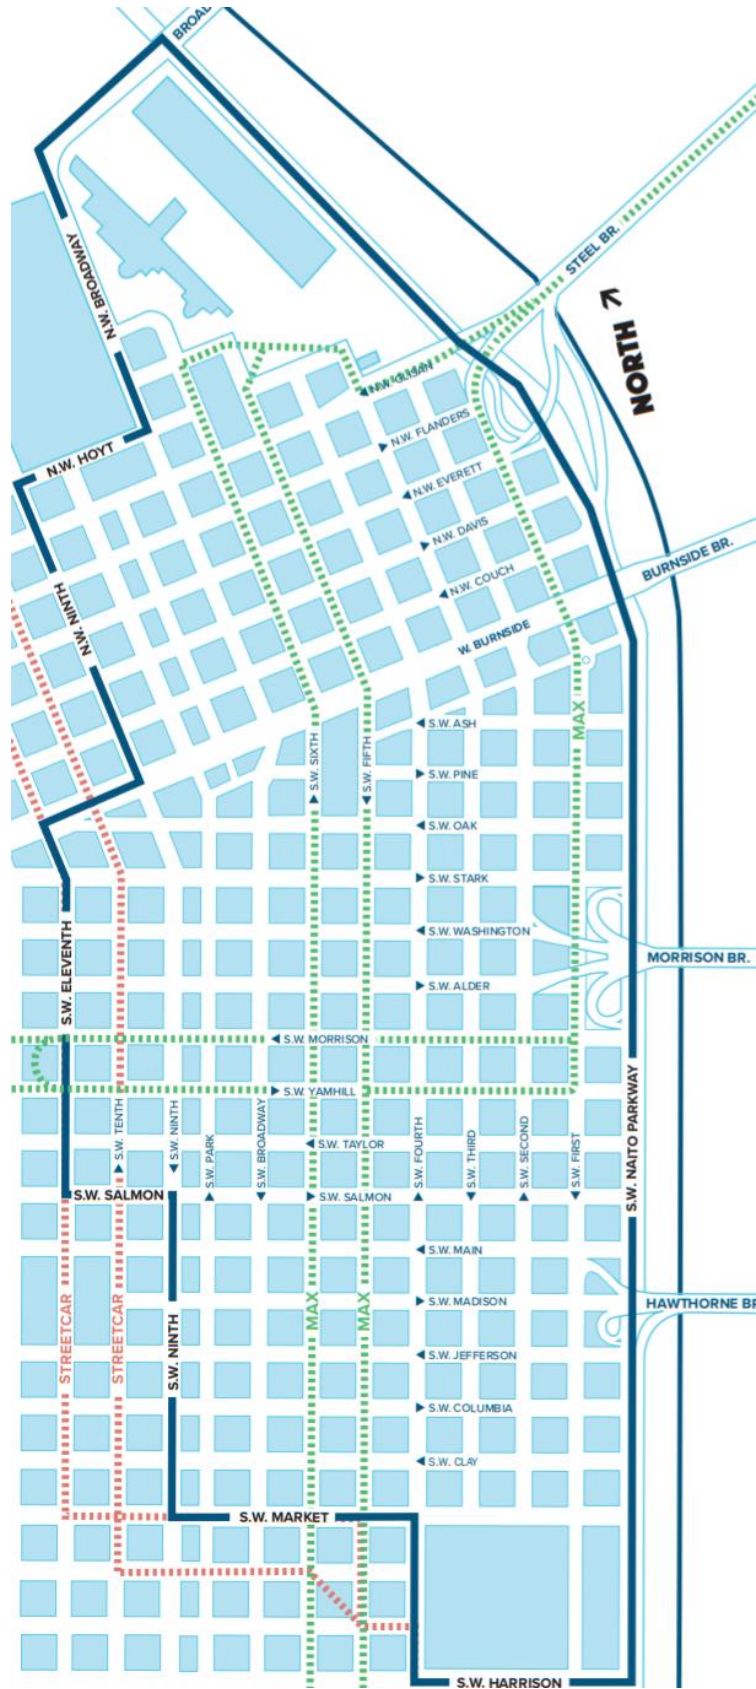 BROAD
STEEL BR.
NORTH
N.W. BROADWAY
N.W. GLISAN
N.W. FLANDERS
N.W. HOYT
N.W. EVERETT
N.W. DAVIS
BURNSIDE BR.
N.W. COUCH
N.W. NINTH
W. BURNSIDE
MAX
S.W. ASH
S.W. SIXTH
S.W. FIFTH
S.W. PINE
S.W. OAK
S.W. STARK
S.W. ELEVENTH
S.W. WASHINGTON
MORRISON BR.
S.W. ALDER
S.W. MORRISON
S.W. YAMHILL
S.W. TENTH
S.W. NINTH
S.W. PARK
S.W. BROADWAY
S.W. TAYLOR
S.W. FOURTH
S.W. THIRD
S.W. SECOND
S.W. FIRST
S.W. NAITO PARKWAY
S.W. SALMON
S.W. SALMON
S.W. MAIN
S.W. MADISON
HAWTHORNE BR
STREETCAR
STREETCAR
S.W. NINTH
MAX
MAX
S.W. JEFFERSON
S.W. COLUMBIA
S.W. CLAY
S.W. MARKET
S.W. HARRISON